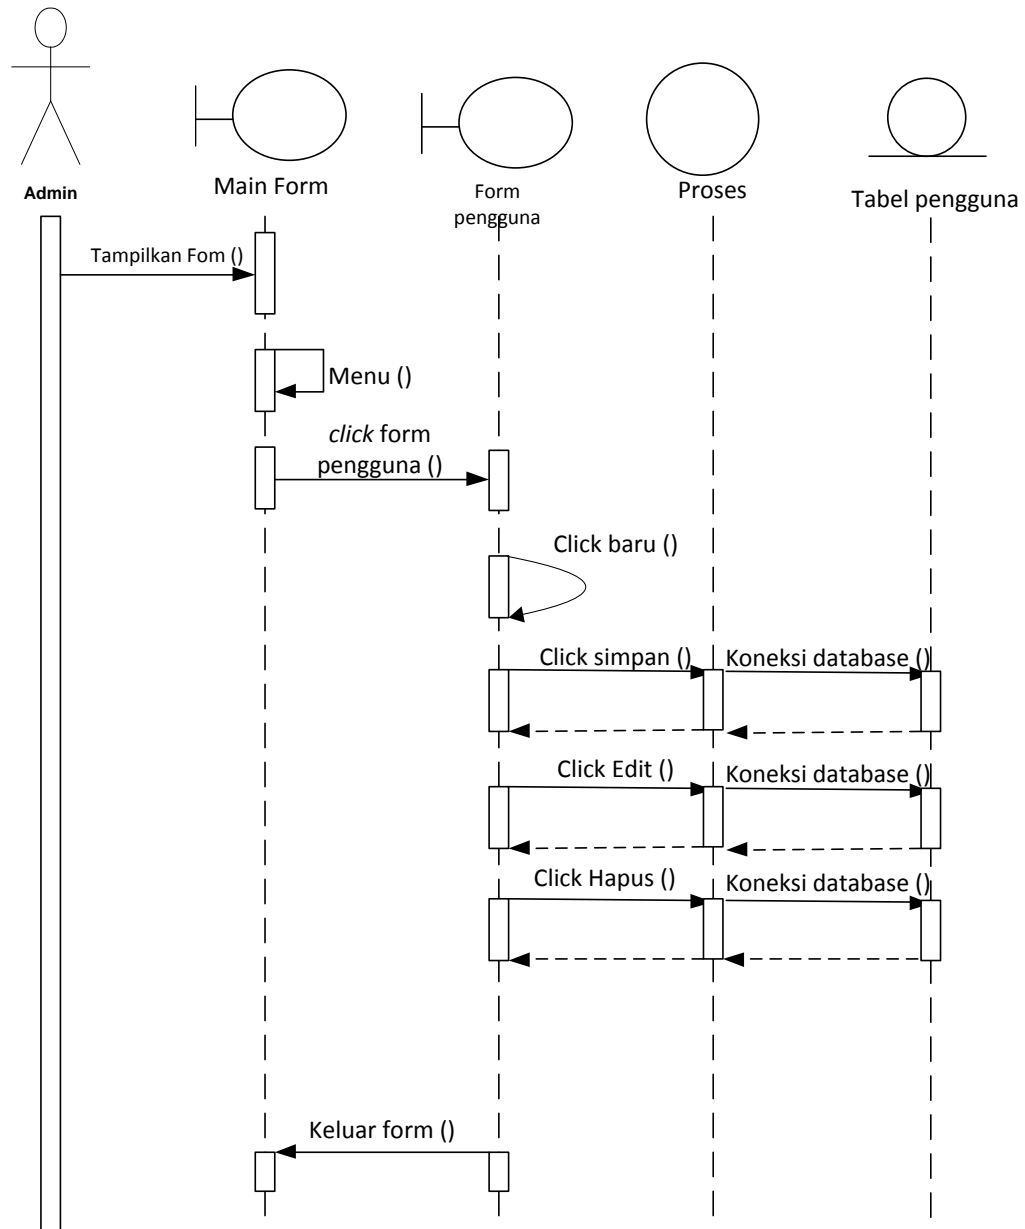 Admin
Main Form
Form
pengguna
Proses
Tabel pengguna
Tampilkan Fom ()
Menu ()
click form
pengguna ()
Click baru ()
Click simpan ()
Koneksi database ()
Click Edit ()
Koneksi database ()
Click Hapus ()
Koneksi database ()
Keluar form ()